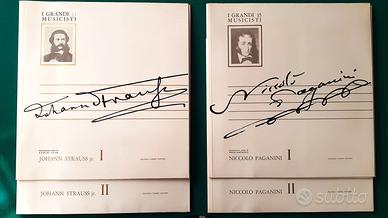 I GRANDI
MUSICISTI
Johann Strauss
JOHANN STRAUSS jr. I
JOHANN STRAUSS jr. II
I GRANDI 15
MUSICISTI
Niccolò
Paganini
NICCOLO PAGANINI I
NICCOLO PAGANINI II
subito